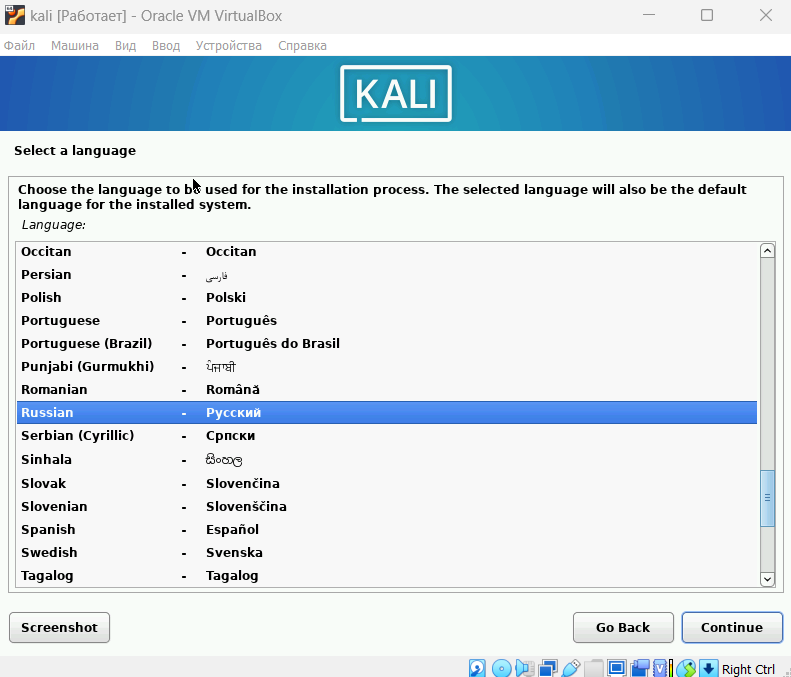 kali [Работает] - Oracle VM VirtualBox
Файл Машина Вид Ввод Устройства Справка
KALI
Select a language
Choose the language to be used for the installation process. The selected language will also be the default
language for the installed system.
Language:
Occitan - Occitan
Persian - فارسی
Polish - Polski
Portuguese - Português
Portuguese (Brazil) - Português do Brasil
Punjabi (Gurmukhi) - ਪੰਜਾਬੀ
Romanian - Română
Russian - Русский
Serbian (Cyrillic) - Српски
Sinhala - සිංහල
Slovak - Slovenčina
Slovenian - Slovenščina
Spanish - Español
Swedish - Svenska
Tagalog - Tagalog
Screenshot Go Back Continue
Right Ctrl